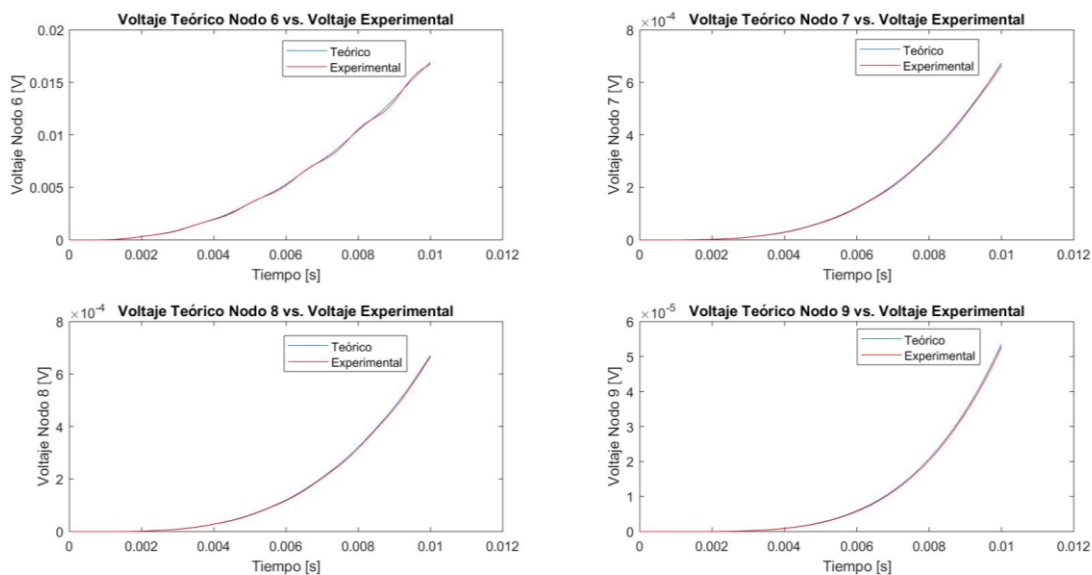 Voltaje Teórico Nodo 6 vs. Voltaje Experimental
0.02
0.015
0.01
0.005
0
Voltaje Nodo 6 [V]
Teórico
Experimental
0 0.002 0.004 0.006 0.008 0.01 0.012
Tiempo [s]
Voltaje Teórico Nodo 7 vs. Voltaje Experimental
×10-4
8
6
4
2
0
Voltaje Nodo 7 [V]
Teórico
Experimental
0 0.002 0.004 0.006 0.008 0.01 0.012
Tiempo [s]
Voltaje Teórico Nodo 8 vs. Voltaje Experimental
×10-4
8
6
4
2
0
Voltaje Nodo 8 [V]
Teórico
Experimental
0 0.002 0.004 0.006 0.008 0.01 0.012
Tiempo [s]
Voltaje Teórico Nodo 9 vs. Voltaje Experimental
×10-5
6
5
4
3
2
1
0
Voltaje Nodo 9 [V]
Teórico
Experimental
0 0.002 0.004 0.006 0.008 0.01 0.012
Tiempo [s]